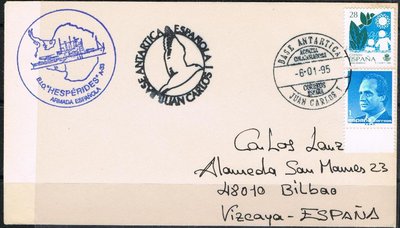 B.I.O. "HESPÉRIDES" A-33
ARMADA ESPAÑOLA
BASE ANTARTICA ESPAÑOLA
JUAN CARLOS I
BASE ANTARTICA
-6-01-95
CORREOS
JUAN CARLOS I
28
ESPAÑA
Carlos Lanz
Alameda San Mames 23
48010 Bilbao
Vizcaya - ESPAÑA